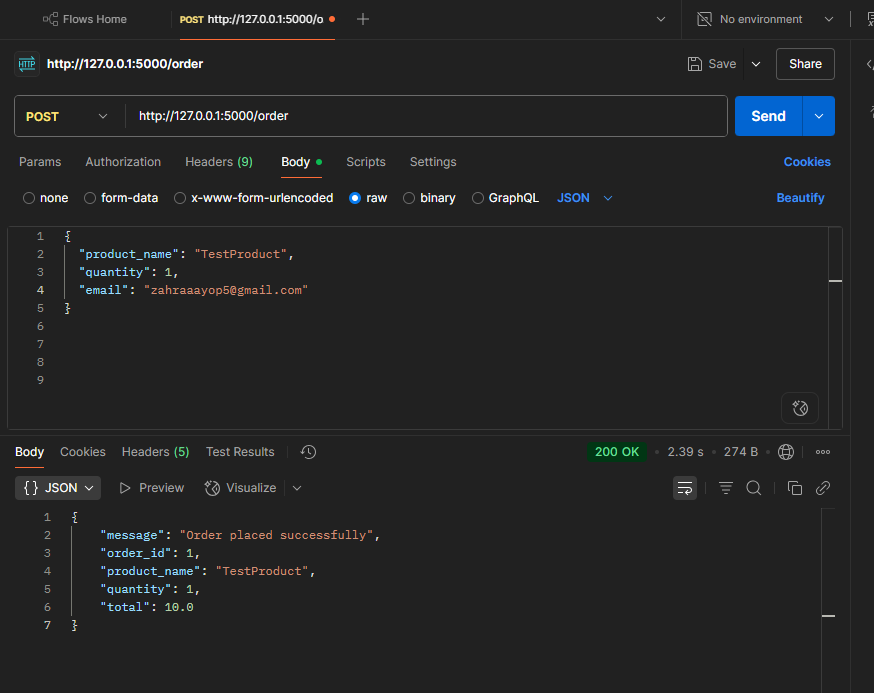 Flows Home
POST http://127.0.0.1:5000/o
No environment
HTTP http://127.0.0.1:5000/order
Save
Share
POST
http://127.0.0.1:5000/order
Send
Params Authorization Headers (9) Body Scripts Settings Cookies
none form-data x-www-form-urlencoded raw binary GraphQL JSON Beautify
1 {
2 "product_name": "TestProduct",
3 "quantity": 1,
4 "email": "zahraaayop5@gmail.com"
5 }
6
7
8
9
Body Cookies Headers (5) Test Results 200 OK • 2.39 s • 274 B
{} JSON Preview Visualize
1 {
2 "message": "Order placed successfully",
3 "order_id": 1,
4 "product_name": "TestProduct",
5 "quantity": 1,
6 "total": 10.0
7 }